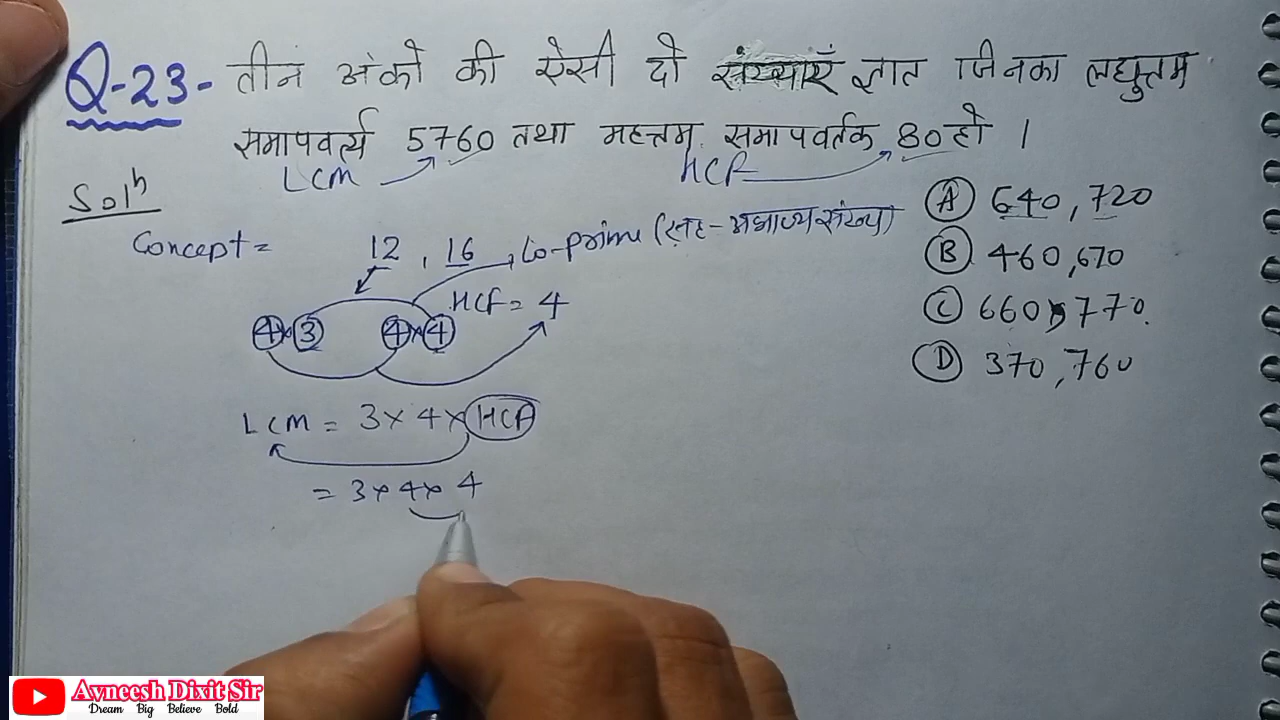 Q-23- तीन अंको की ऐसी दो संख्याएँ ज्ञात जिनका लघुत्तम
समापवर्त्य 5760 तथा महत्तम समापवर्तक 80 हो ।
LCM HCF
Solⁿ
Concept = 12 , 16 , Co-prime (सह-अभाज्य संख्या)
HCF = 4
4×3 4×4
LCM = 3×4×HCF
= 3×4×4
(A) 640, 720
(B) 460, 670
(C) 660, 770.
(D) 370, 760
Avneesh Dixit Sir
Dream Big Believe Bold